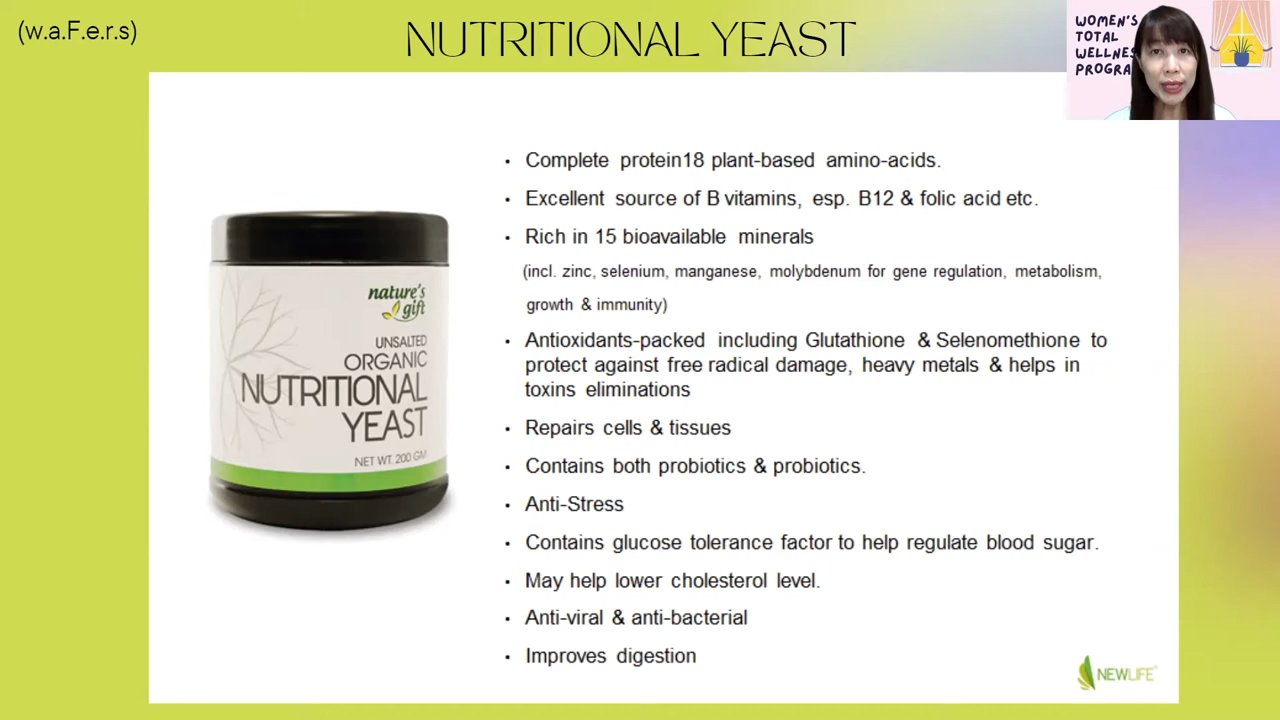 (w.a.F.e.r.s)
NUTRITIONAL YEAST
WOMEN'S
TOTAL
WELLNES
PROGRA
Complete protein18 plant-based amino-acids.
Excellent source of B vitamins, esp. B12 & folic acid etc.
Rich in 15 bioavailable minerals
(incl. zinc, selenium, manganese, molybdenum for gene regulation, metabolism,
growth & immunity)
Antioxidants-packed including Glutathione & Selenomethione to
protect against free radical damage, heavy metals & helps in
toxins eliminations
Repairs cells & tissues
Contains both probiotics & probiotics.
Anti-Stress
Contains glucose tolerance factor to help regulate blood sugar.
May help lower cholesterol level.
Anti-viral & anti-bacterial
Improves digestion
nature's
gift
UNSALTED
ORGANIC
NUTRITIONAL
YEAST
NET WT. 200 GM
NEWLIFE